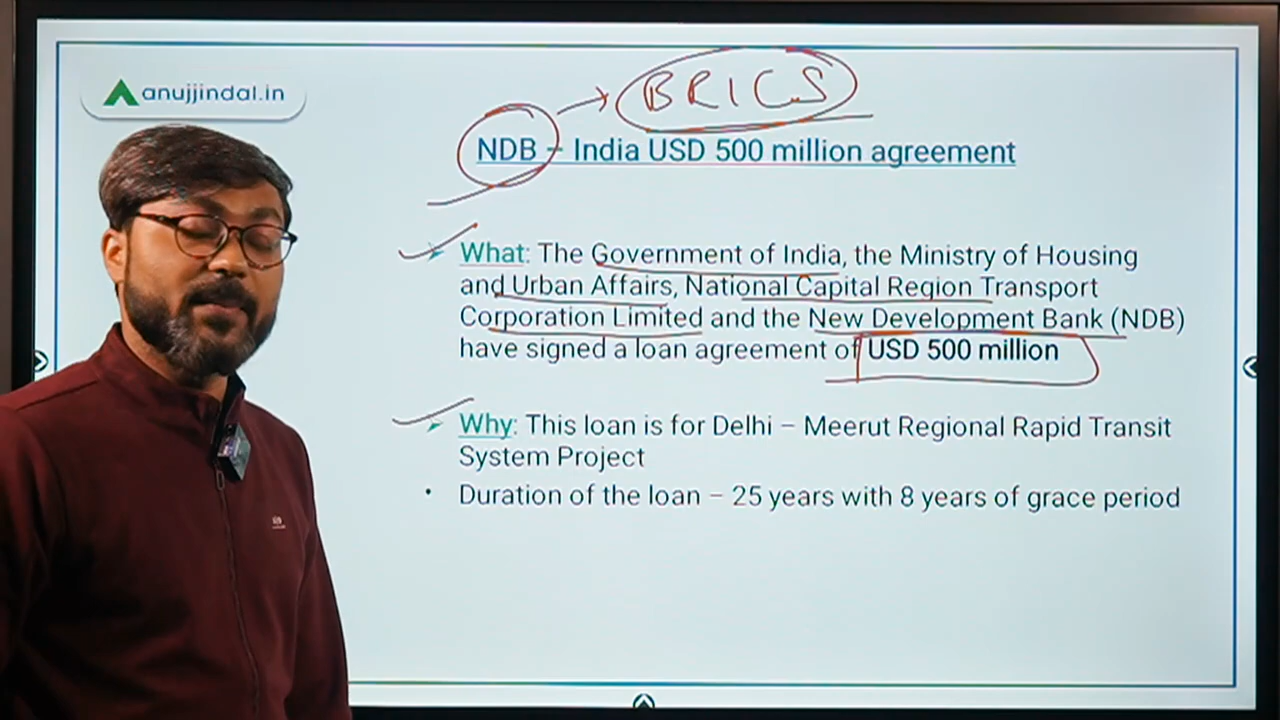 anujjindal.in
BRICS
NDB – India USD 500 million agreement
What: The Government of India, the Ministry of Housing
and Urban Affairs, National Capital Region Transport
Corporation Limited and the New Development Bank (NDB)
have signed a loan agreement of USD 500 million
Why: This loan is for Delhi – Meerut Regional Rapid Transit
System Project
• Duration of the loan – 25 years with 8 years of grace period